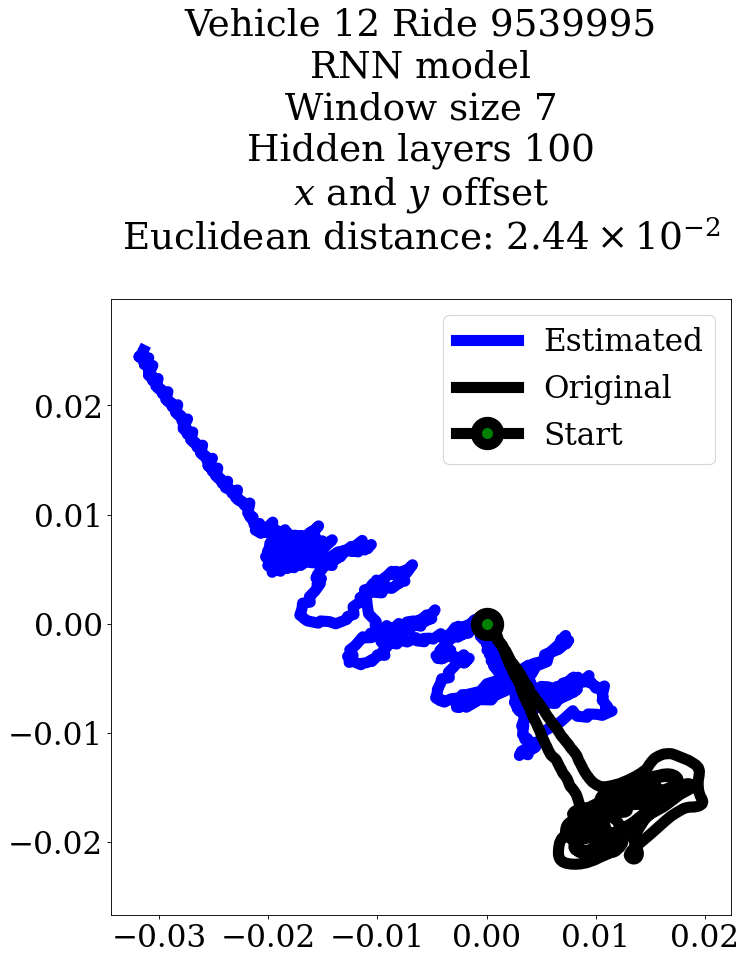 Vehicle 12 Ride 9539995
RNN model
Window size 7
Hidden layers 100
x and y offset
Euclidean distance: 2.44 × 10⁻²
Estimated
Original
Start
0.02
0.01
0.00
−0.01
−0.02
−0.03 −0.02 −0.01 0.00 0.01 0.02